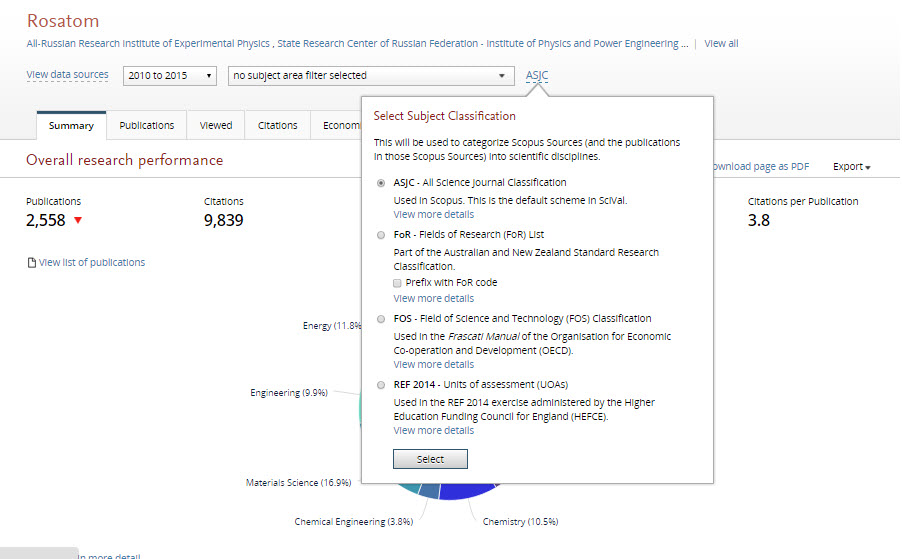 Rosatom
All-Russian Research Institute of Experimental Physics , State Research Center of Russian Federation - Institute of Physics and Power Engineering ... | View all
View data sources 2010 to 2015 no subject area filter selected ASJC
Summary Publications Viewed Citations Econom
Select Subject Classification
This will be used to categorize Scopus Sources (and the publications
in those Scopus Sources) into scientific disciplines.
ASJC - All Science Journal Classification
Used in Scopus. This is the default scheme in SciVal.
View more details
FoR - Fields of Research (FoR) List
Part of the Australian and New Zealand Standard Research
Classification.
Prefix with FoR code
View more details
FOS - Field of Science and Technology (FOS) Classification
Used in the Frascati Manual of the Organisation for Economic
Co-operation and Development (OECD).
View more details
REF 2014 - Units of assessment (UOAs)
Used in the REF 2014 exercise administered by the Higher
Education Funding Council for England (HEFCE).
View more details
Select
Overall research performance
ownload page as PDF Export
Publications
2,558
Citations
9,839
Citations per Publication
3.8
View list of publications
Energy (11.8%
Engineering (9.9%)
Materials Science (16.9%)
Chemical Engineering (3.8%)
Chemistry (10.5%)
in more detail